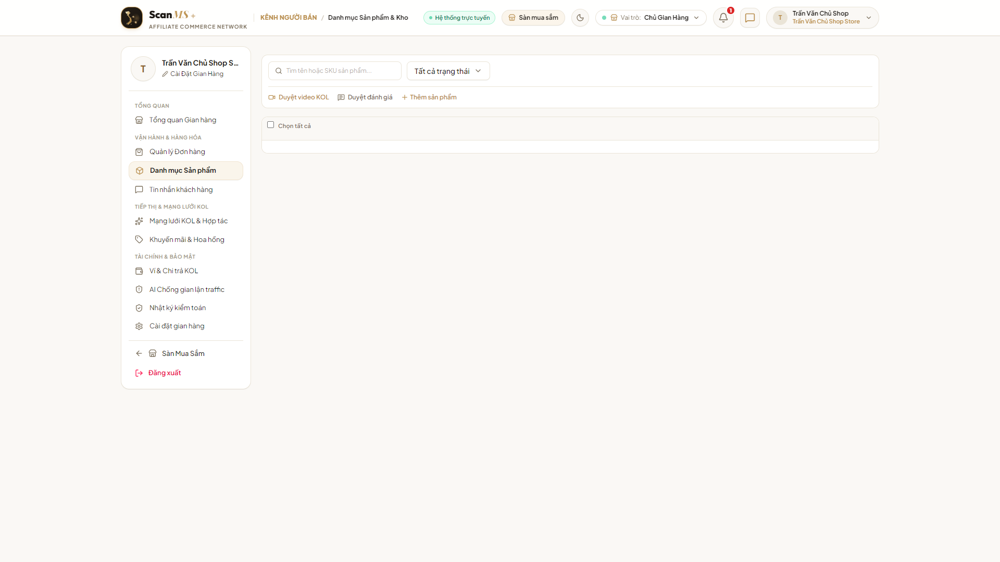 ScanMS
AFFILIATE COMMERCE NETWORK
KÊNH NGƯỜI BÁN / Danh mục Sản phẩm & Kho
Hệ thống trực tuyến
Sàn mua sắm
Vai trò: Chủ Gian Hàng
1
T
Trần Văn Chủ Shop
Trần Văn Chủ Shop Store
T
Trần Văn Chủ Shop S...
Cài Đặt Gian Hàng
TỔNG QUAN
Tổng quan Gian hàng
VẬN HÀNH & HÀNG HÓA
Quản lý Đơn hàng
Danh mục Sản phẩm
Tin nhắn khách hàng
TIẾP THỊ & MẠNG LƯỚI KOL
Mạng lưới KOL & Hợp tác
Khuyến mãi & Hoa hồng
TÀI CHÍNH & BẢO MẬT
Ví & Chi trả KOL
AI Chống gian lận traffic
Nhật ký kiểm toán
Cài đặt gian hàng
Sàn Mua Sắm
Đăng xuất
Tìm tên hoặc SKU sản phẩm...
Tất cả trạng thái
Duyệt video KOL
Duyệt đánh giá
Thêm sản phẩm
Chọn tất cả